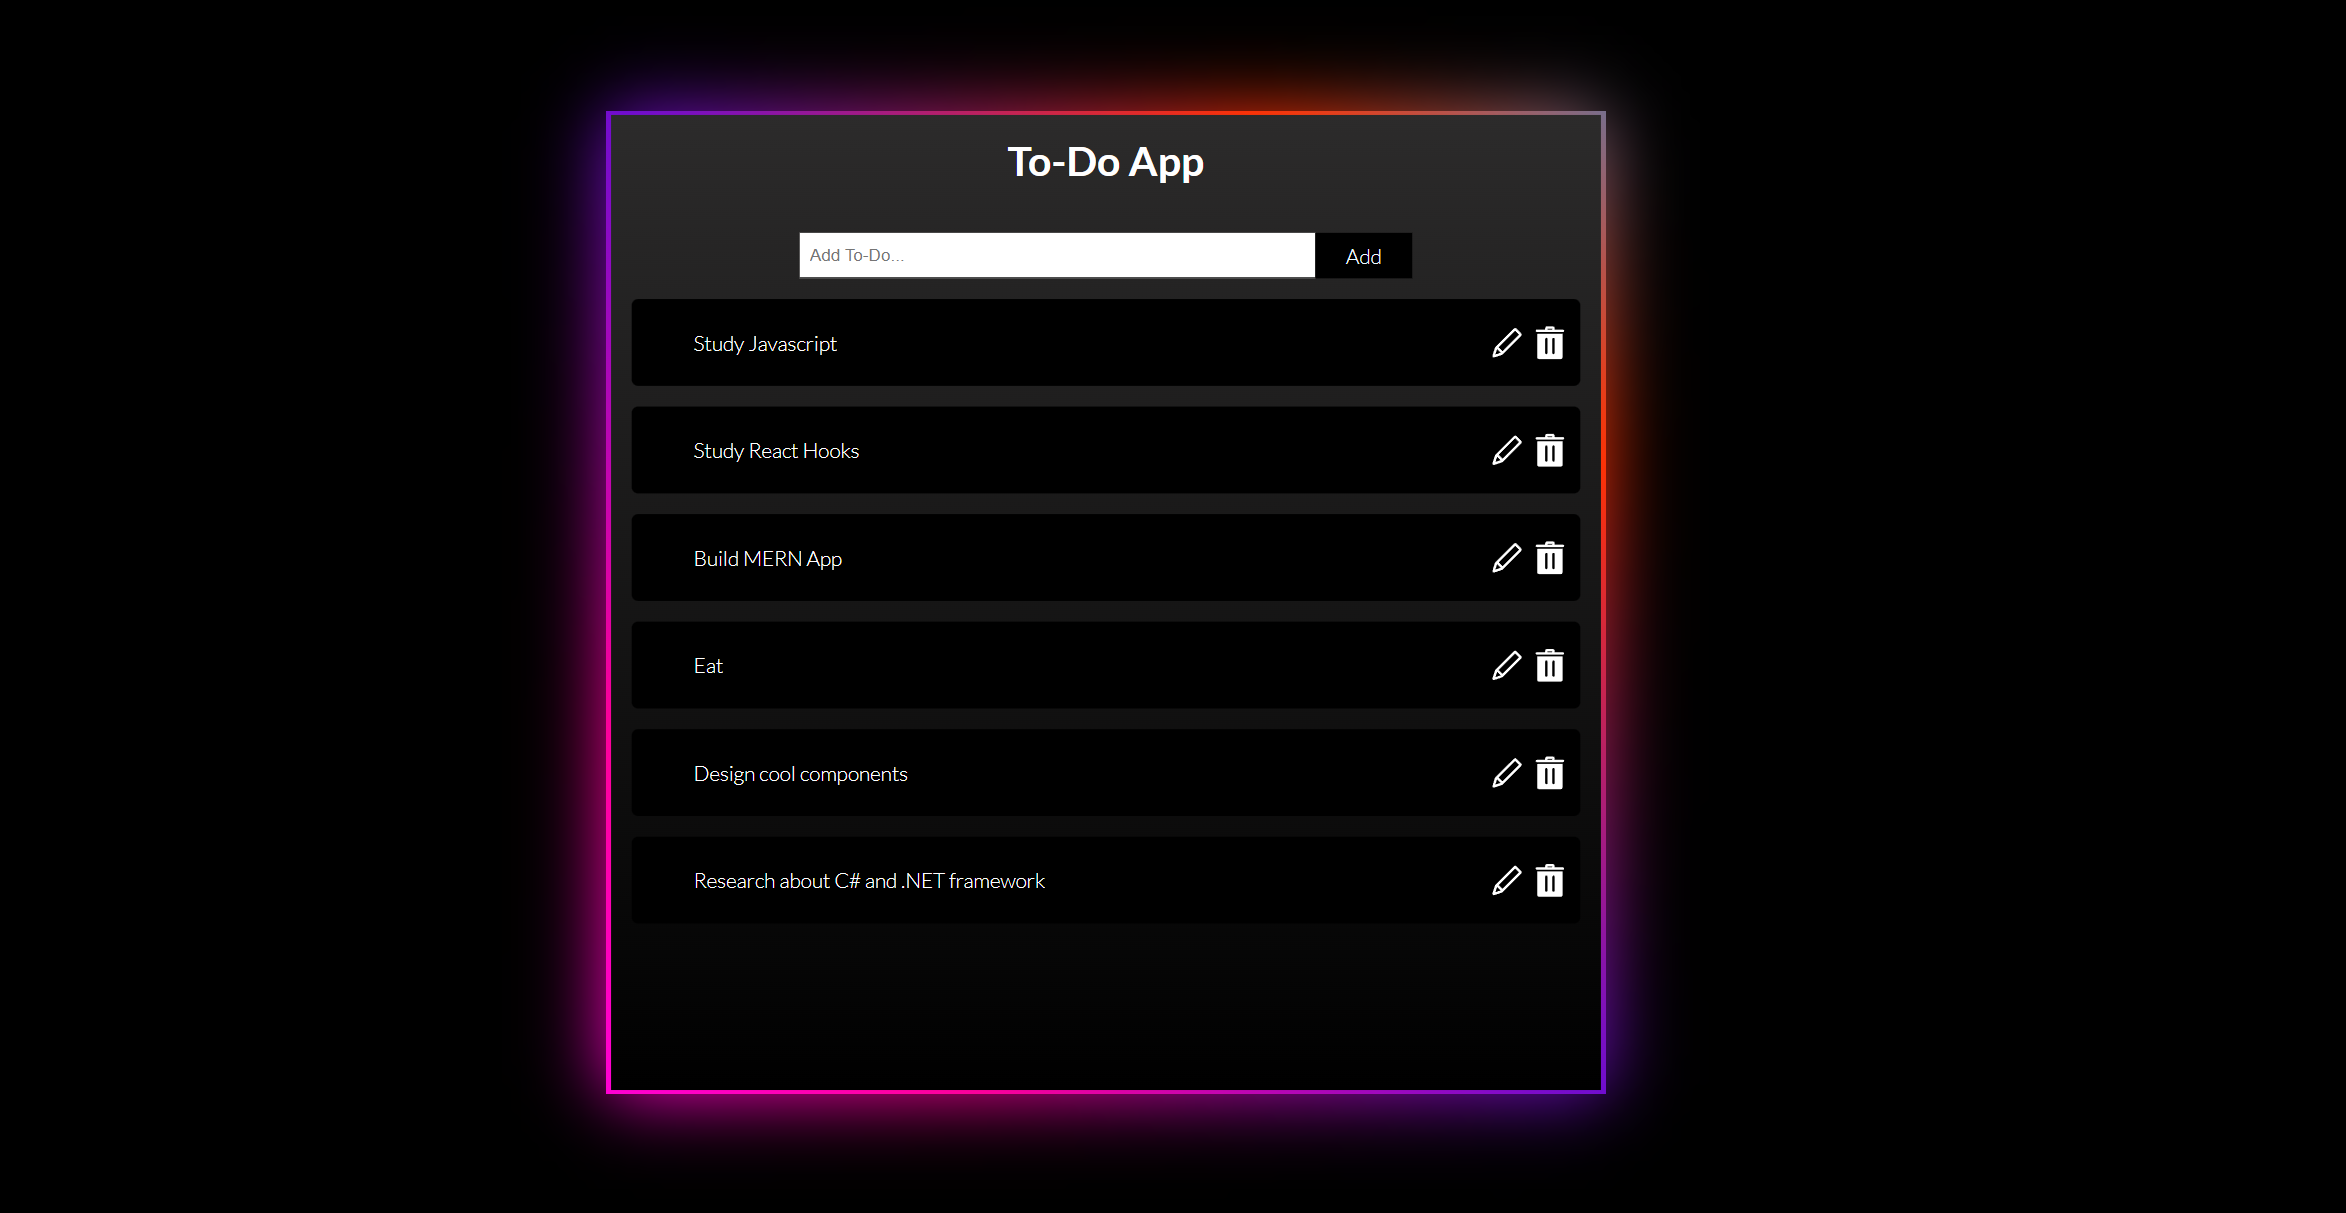 To-Do App
Add To-Do...
Add
Study Javascript
Study React Hooks
Build MERN App
Eat
Design cool components
Research about C# and .NET framework